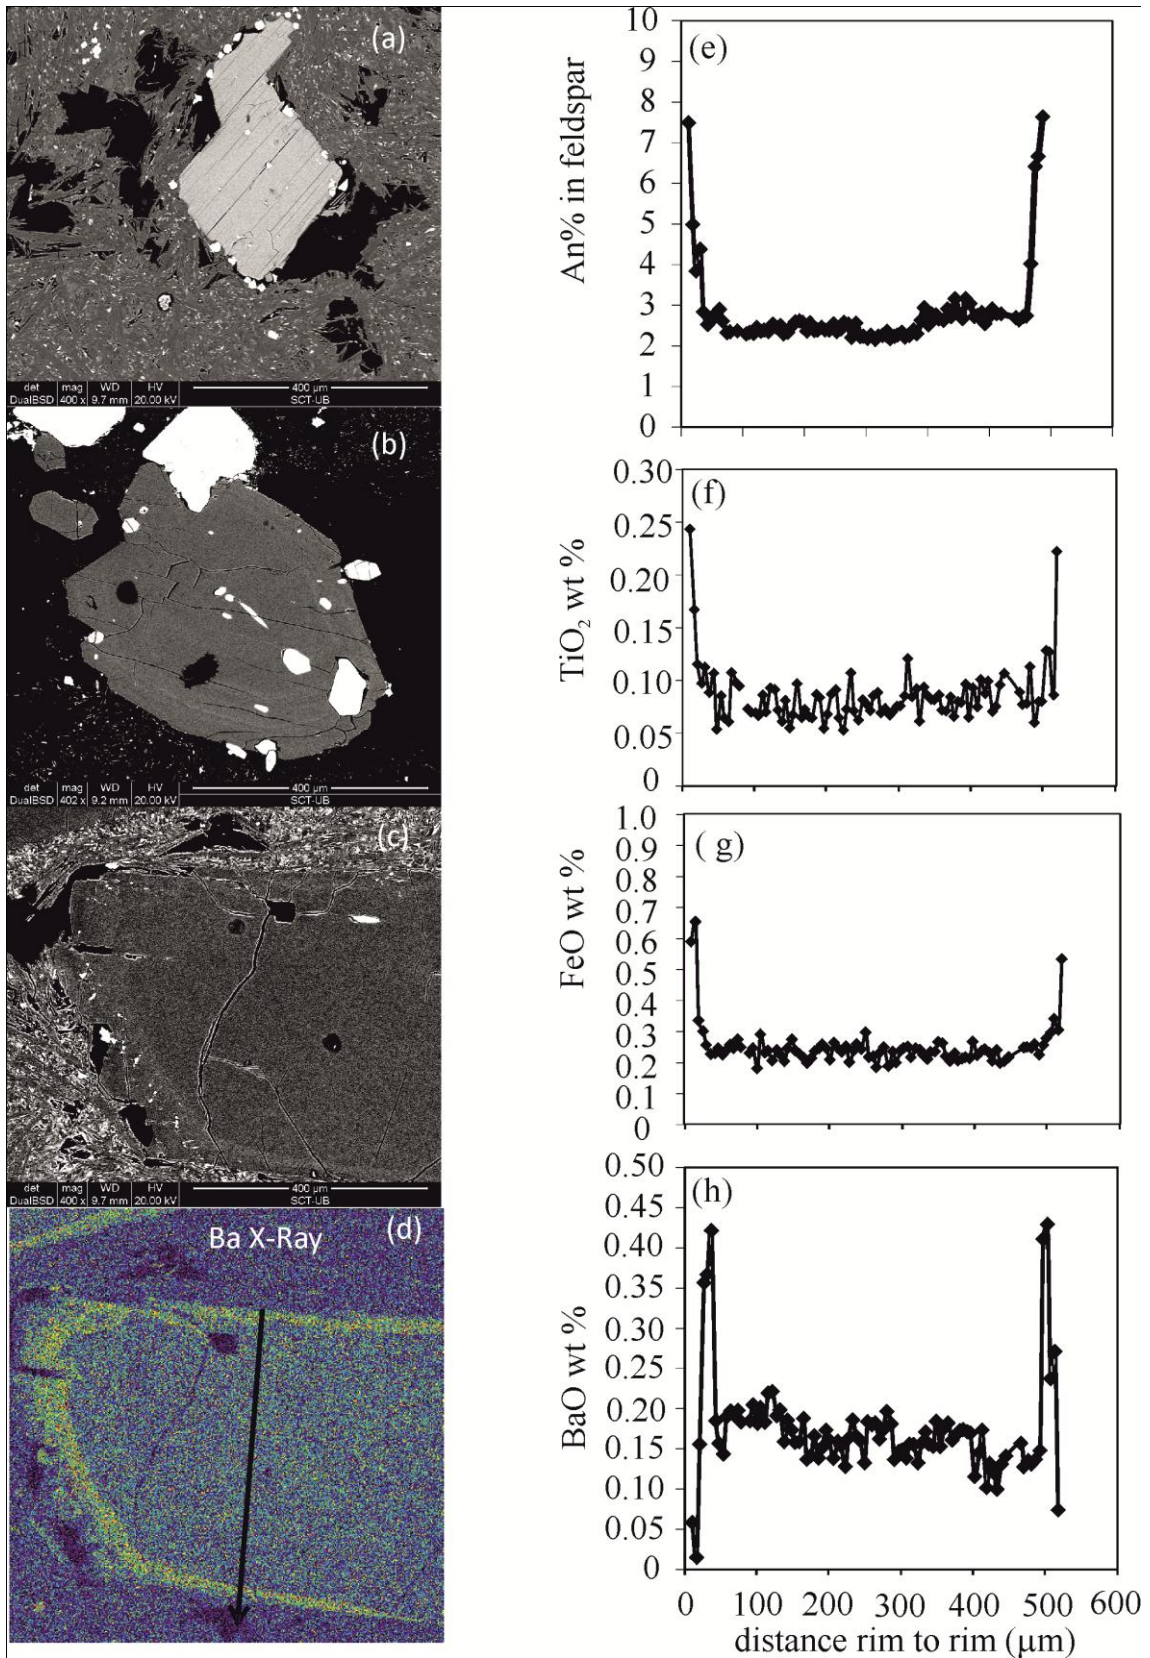 (a)
det mag WD HV 400 µm
DualBSD 400 x 9.7 mm 20.00 kV SCT-UB
(b)
det mag WD HV 400 µm
DualBSD 402 x 9.2 mm 20.00 kV SCT-UB
(c)
det mag WD HV 400 µm
DualBSD 400 x 9.7 mm 20.00 kV SCT-UB
Ba X-Ray (d)
(e)
An% in feldspar
10
9
8
7
6
5
4
3
2
1
0
(f)
TiO2 wt %
0.30
0.25
0.20
0.15
0.10
0.05
0
( g)
FeO wt %
1.0
0.9
0.8
0.7
0.6
0.5
0.4
0.3
0.2
0.1
0
(h)
BaO wt %
0.50
0.45
0.40
0.35
0.30
0.25
0.20
0.15
0.10
0.05
0
0 100 200 300 400 500 600
distance rim to rim (µm)